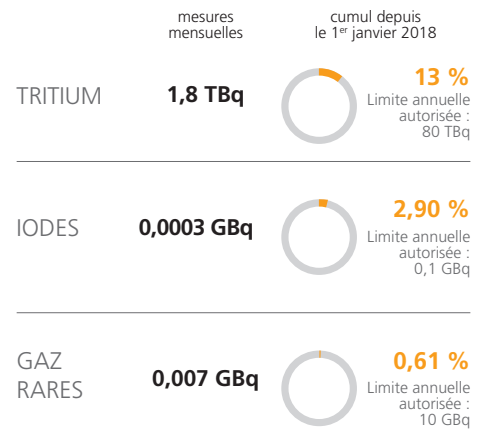 mesures
mensuelles
cumul depuis
le 1er janvier 2018
TRITIUM
1,8 TBq
13 %
Limite annuelle
autorisée :
80 TBq
IODES
0,0003 GBq
2,90 %
Limite annuelle
autorisée :
0,1 GBq
GAZ
RARES
0,007 GBq
0,61 %
Limite annuelle
autorisée :
10 GBq